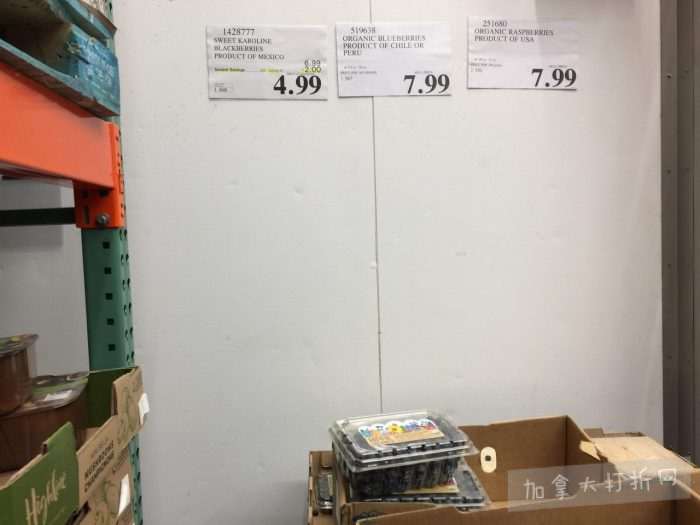 1428777
SWEET KAROLINE
BLACKBERRIES
PRODUCT OF MEXICO
6.99
-2.00
4.99
519638
ORGANIC BLUEBERRIES
PRODUCT OF CHILE OR
PERU
7.99
251680
ORGANIC RASPBERRIES
PRODUCT OF USA
7.99
Highline
MUSHROOMS
加拿大打折网